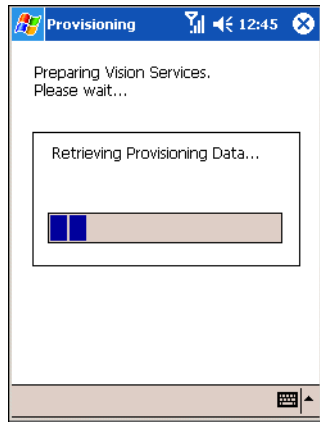 Provisioning 12:45
Preparing Vision Services.
Please wait...
Retrieving Provisioning Data...